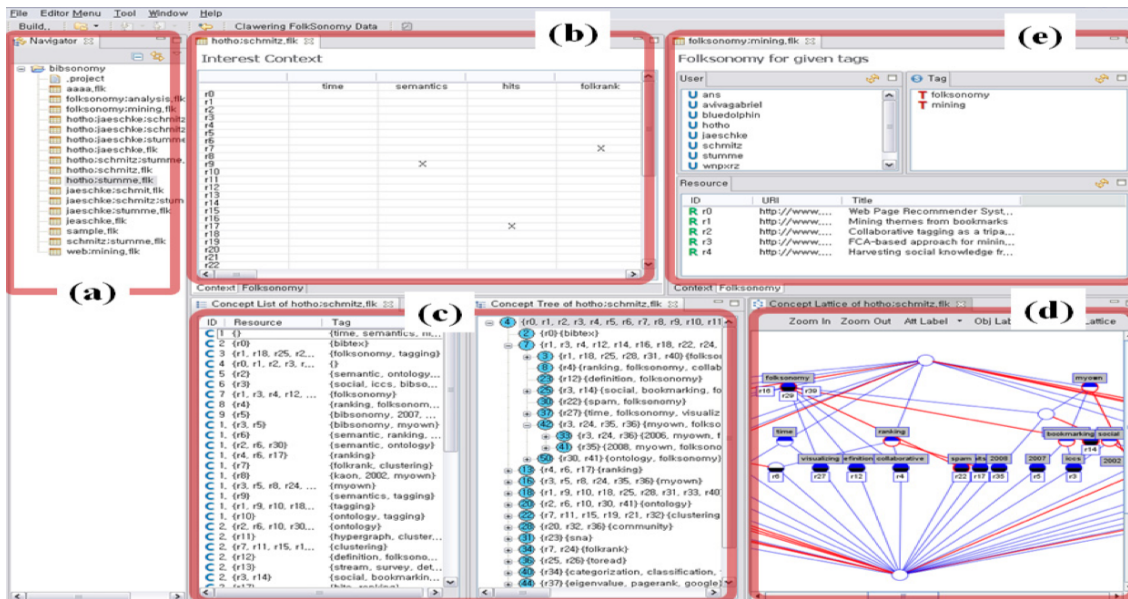 File Editor Menu Tool Window Help
Build,, Clawering FolkSonomy Data
Navigator
bibsonomy
,project
aaaa,flk
folksonomy;analysis,flk
folksonomy;mining,flk
hotho;jaeschke;schmitz
hotho;jaeschke;schmitz
hotho;jaeschke;stumme
hotho;jaeschke,flk
hotho;schmitz;stumme,
hotho;schmitz,flk
hotho;stumme,flk
jaeschke;schmit,flk
jaeschke;schmitz;stum
jaeschke;stumme,flk
jeaschke,flk
sample,flk
schmitz;stumme,flk
web;mining,flk
(a)
hotho;schmitz,flk
(b)
Interest Context
time semantics hits folkrank
r0
r1
r2
r3
r4
r5
r6
r7 ×
r8
r9 ×
r10
r11
r12
r13
r14
r15
r16
r17 ×
r18
r19
r20
r21
r22
Context Folksonomy
folksonomy;mining,flk
(e)
Folksonomy for given tags
User
U ans
U avivagabriel
U bluedolphin
U hotho
U jaeschke
U schmitz
U stumme
U wnpxrz
Tag
T folksonomy
T mining
Resource
ID URI Title
R r0 http://www,... Web Page Recommender Syst,..
R r1 http://www,... Mining themes from bookmarks
R r2 http://www,... Collaborative tagging as a tripa,..
R r3 http://www,... FCA-based approach for minin,..
R r4 http://www,... Harvesting social knowledge fr,..
Context Folksonomy
Concept List of hotho;schmitz,flk
(c)
ID Resource Tag
C 1 {} {time, semantics, hi,..
C 2 {r0} {bibtex}
C 3 {r1, r18, r25, r2,.. {folksonomy, tagging}
C 4 {r0, r1, r2, r3, r,.. {}
C 5 {r2} {semantic, ontology,..
C 6 {r3} {social, iccs, bibso,..
C 7 {r1, r3, r4, r12,.. {folksonomy}
C 8 {r4} {ranking, folksonom,..
C 9 {r5} {bibsonomy, 2007,..
C 1, {r3, r5} {bibsonomy, myown}
C 1, {r6} {semantic, ranking,..
C 1, {r2, r6, r30} {semantic, ontology}
C 1, {r4, r6, r17} {ranking}
C 1, {r7} {folkrank, clustering}
C 1, {r8} {kaon, 2002, myown}
C 1, {r3, r5, r8, r24,.. {myown}
C 1, {r9} {semantics, tagging}
C 1, {r1, r9, r10, r18,.. {tagging}
C 1, {r10} {ontology, tagging}
C 2, {r2, r6, r10, r30,.. {ontology}
C 2, {r11} {hypergraph, cluster,..
C 2, {r7, r11, r15, r1,.. {clustering}
C 2, {r12} {definition, folksono,..
C 2, {r13} {stream, survey, det,..
C 2, {r3, r14} {social, bookmarkin,..
Concept Tree of hotho;schmitz,flk
4 {r0, r1, r2, r3, r4, r5, r6, r7, r8, r9, r10, r11
2 {r0}{bibtex}
7 {r1, r3, r4, r12, r14, r16, r18, r22, r24,
3 {r1, r18, r25, r28, r31, r40}{folkson
8 {r4}{ranking, folksonomy, collab
23 {r12}{definition, folksonomy}
25 {r3, r14}{social, bookmarking, fo
30 {r22}{spam, folksonomy}
37 {r27}{time, folksonomy, visualiz
42 {r3, r24, r35, r36}{myown, folkso
33 {r3, r24, r36}{2006, myown, f
41 {r35}{2008, myown, folksono
50 {r30, r41}{ontology, folksonomy}
13 {r4, r6, r17}{ranking}
16 {r3, r5, r8, r24, r35, r36}{myown}
18 {r1, r9, r10, r18, r25, r28, r31, r33, r40
20 {r2, r6, r10, r30, r41}{ontology}
22 {r7, r11, r15, r19, r21, r32}{clustering
28 {r20, r32, r36}{community}
31 {r23}{sna}
34 {r7, r24}{folkrank}
36 {r25, r26}{toread}
40 {r34}{categorization, classification,
44 {r37}{eigenvalue, pagerank, google
Concept Lattice of hotho;schmitz,flk
(d)
Zoom In Zoom Out Att Label Obj Lab Lattice
folksonomy myown
r16 r29 r39
time ranking bookmarking social
r14
visualizing efinition collaborative spam its 2008 2007 iccs 2002
r6 r27 r12 r4 r22 r17 r35 r5 r3